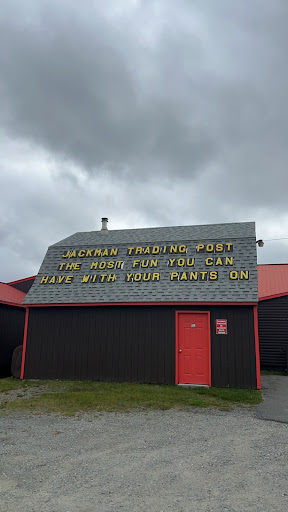 JACKMAN TRADING POST
THE MOST FUN YOU CAN
HAVE WITH YOUR PANTS ON